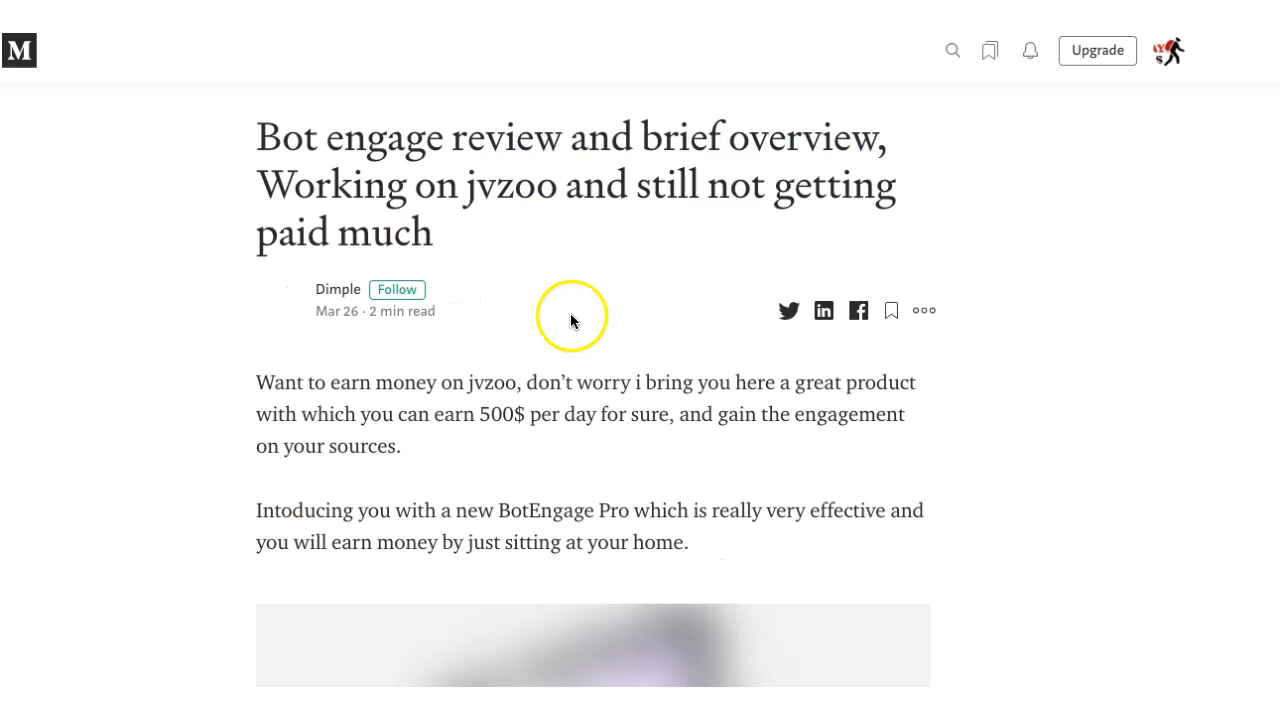 M
Upgrade
Bot engage review and brief overview,
Working on jvzoo and still not getting
paid much
Dimple Follow
Mar 26 · 2 min read
Want to earn money on jvzoo, don’t worry i bring you here a great product
with which you can earn 500$ per day for sure, and gain the engagement
on your sources.
Intoducing you with a new BotEngage Pro which is really very effective and
you will earn money by just sitting at your home.